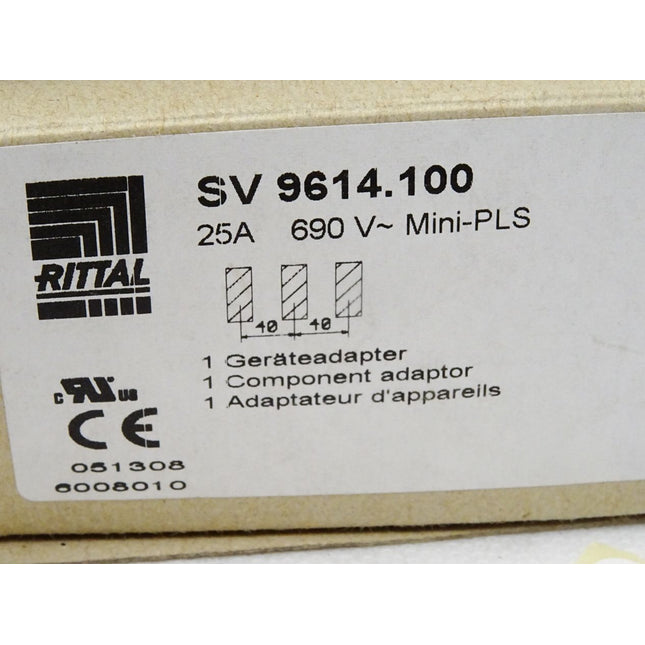 SV 9614.100
25A 690 V~ Mini-PLS
RITTAL
40 40
1 Geräteadapter
1 Component adaptor
1 Adaptateur d'appareils
c RU us
CE
051308
6008010